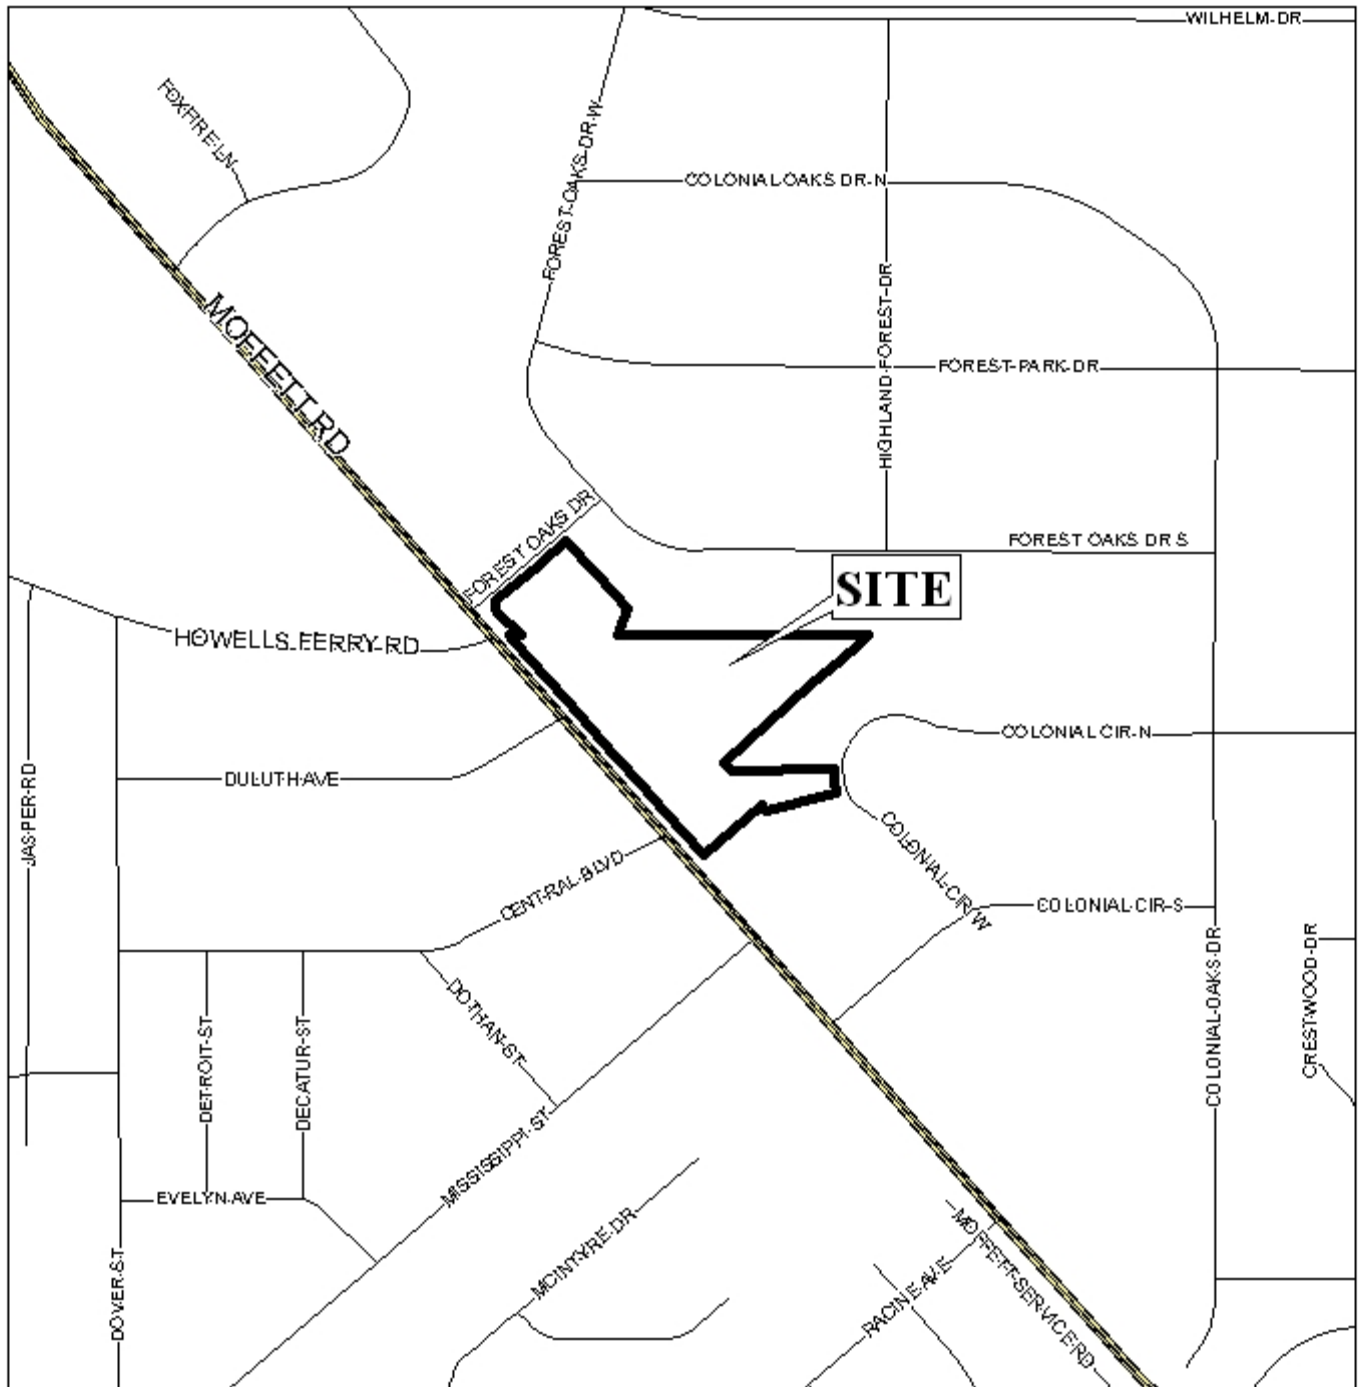 WILHELM DR
FOXFIRE LN
FOREST OAKS DR W
COLONIAL OAKS DR N
HIGHLAND FOREST DR
MOFFETT RD
FOREST PARK DR
FOREST OAKS DR
FOREST OAKS DR S
SITE
HOWELLS FERRY RD
COLONIAL CIR N
JASPER RD
DULUTH AVE
COLONIAL CIR W
CENTRAL BLVD
COLONIAL CIR S
COLONIAL OAKS DR
CRESTWOOD DR
DOTHAN ST
DETROIT ST
DECATUR ST
MISSISSIPPI ST
EVELYN AVE
MCINTYRE DR
MOFFETT SERVICE RD
RACINE AVE
DOVER ST